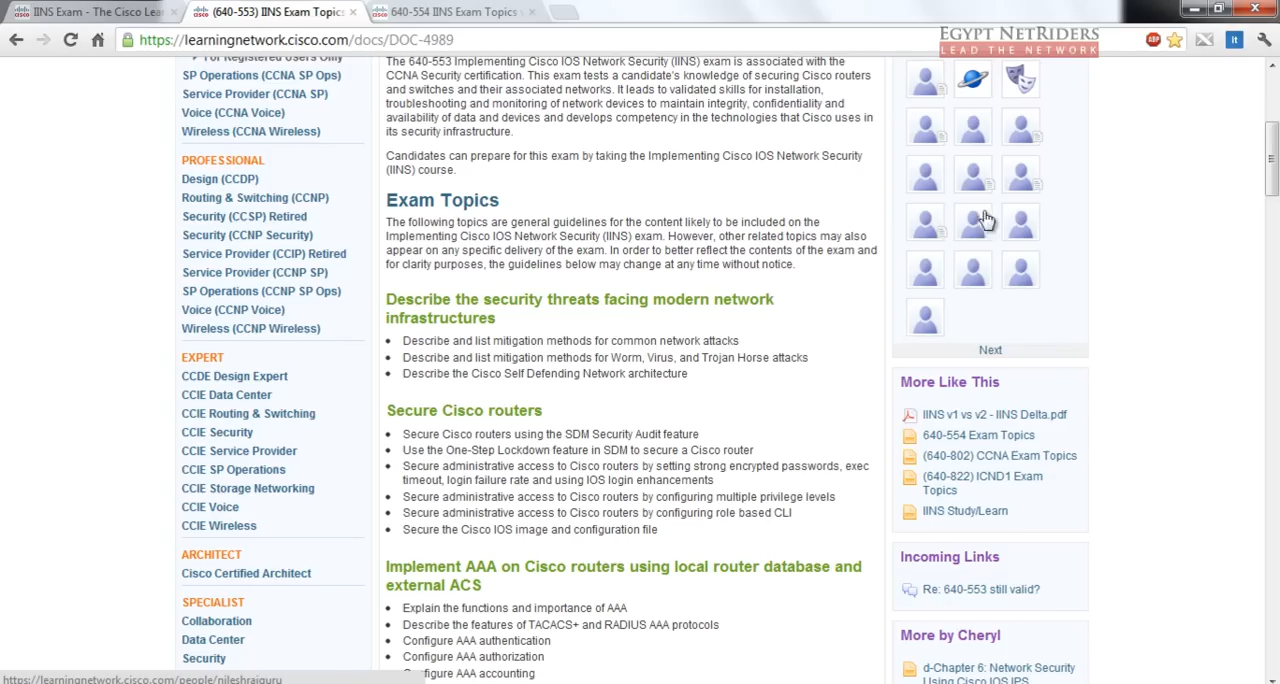 IINS Exam - The Cisco Lea
(640-553) IINS Exam Topics
640-554 IINS Exam Topics
https://learningnetwork.cisco.com/docs/DOC-4989
EGYPT NETRIDERS
LEAD THE NETWORK
For Registered Users Only
SP Operations (CCNA SP Ops)
Service Provider (CCNA SP)
Voice (CCNA Voice)
Wireless (CCNA Wireless)
PROFESSIONAL
Design (CCDP)
Routing & Switching (CCNP)
Security (CCSP) Retired
Security (CCNP Security)
Service Provider (CCIP) Retired
Service Provider (CCNP SP)
SP Operations (CCNP SP Ops)
Voice (CCNP Voice)
Wireless (CCNP Wireless)
EXPERT
CCDE Design Expert
CCIE Data Center
CCIE Routing & Switching
CCIE Security
CCIE Service Provider
CCIE SP Operations
CCIE Storage Networking
CCIE Voice
CCIE Wireless
ARCHITECT
Cisco Certified Architect
SPECIALIST
Collaboration
Data Center
Security
The 640-553 Implementing Cisco IOS Network Security (IINS) exam is associated with the
CCNA Security certification. This exam tests a candidate's knowledge of securing Cisco routers
and switches and their associated networks. It leads to validated skills for installation,
troubleshooting and monitoring of network devices to maintain integrity, confidentiality and
availability of data and devices and develops competency in the technologies that Cisco uses in
its security infrastructure.
Candidates can prepare for this exam by taking the Implementing Cisco IOS Network Security
(IINS) course.
Exam Topics
The following topics are general guidelines for the content likely to be included on the
Implementing Cisco IOS Network Security (IINS) exam. However, other related topics may also
appear on any specific delivery of the exam. In order to better reflect the contents of the exam and
for clarity purposes, the guidelines below may change at any time without notice.
Describe the security threats facing modern network
infrastructures
Describe and list mitigation methods for common network attacks
Describe and list mitigation methods for Worm, Virus, and Trojan Horse attacks
Describe the Cisco Self Defending Network architecture
Secure Cisco routers
Secure Cisco routers using the SDM Security Audit feature
Use the One-Step Lockdown feature in SDM to secure a Cisco router
Secure administrative access to Cisco routers by setting strong encrypted passwords, exec
timeout, login failure rate and using IOS login enhancements
Secure administrative access to Cisco routers by configuring multiple privilege levels
Secure administrative access to Cisco routers by configuring role based CLI
Secure the Cisco IOS image and configuration file
Implement AAA on Cisco routers using local router database and
external ACS
Explain the functions and importance of AAA
Describe the features of TACACS+ and RADIUS AAA protocols
Configure AAA authentication
Configure AAA authorization
figure AAA accounting
Next
More Like This
IINS v1 vs v2 - IINS Delta.pdf
640-554 Exam Topics
(640-802) CCNA Exam Topics
(640-822) ICND1 Exam
Topics
IINS Study/Learn
Incoming Links
Re: 640-553 still valid?
More by Cheryl
d-Chapter 6: Network Security
Using Cisco IOS IPS
https://learningnetwork.cisco.com/people/nileshrajguru